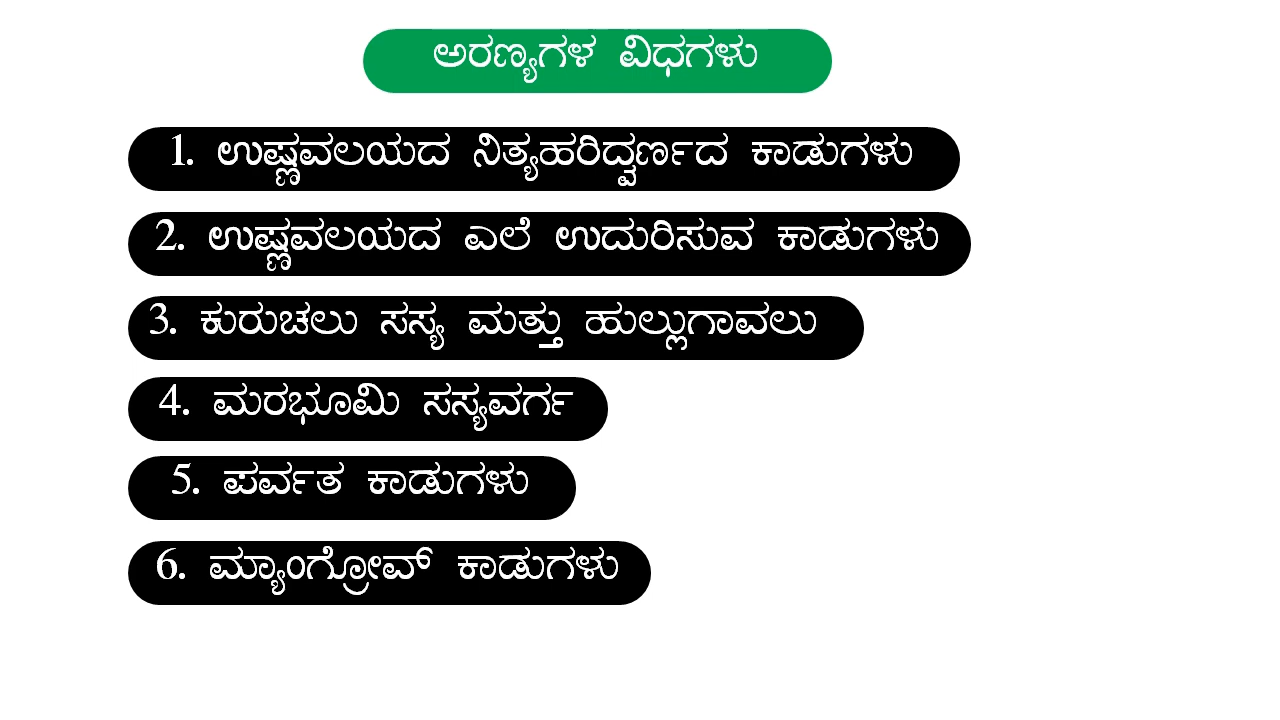 ಅರಣ್ಯಗಳ ವಿಧಗಳು
1. ಉಷ್ಣವಲಯದ ನಿತ್ಯಹರಿದ್ವರ್ಣದ ಕಾಡುಗಳು
2. ಉಷ್ಣವಲಯದ ಎಲೆ ಉದುರಿಸುವ ಕಾಡುಗಳು
3. ಕುರುಚಲು ಸಸ್ಯ ಮತ್ತು ಹುಲ್ಲುಗಾವಲು
4. ಮರಭೂಮಿ ಸಸ್ಯವರ್ಗ
5. ಪರ್ವತ ಕಾಡುಗಳು
6. ಮ್ಯಾಂಗ್ರೋವ್ ಕಾಡುಗಳು